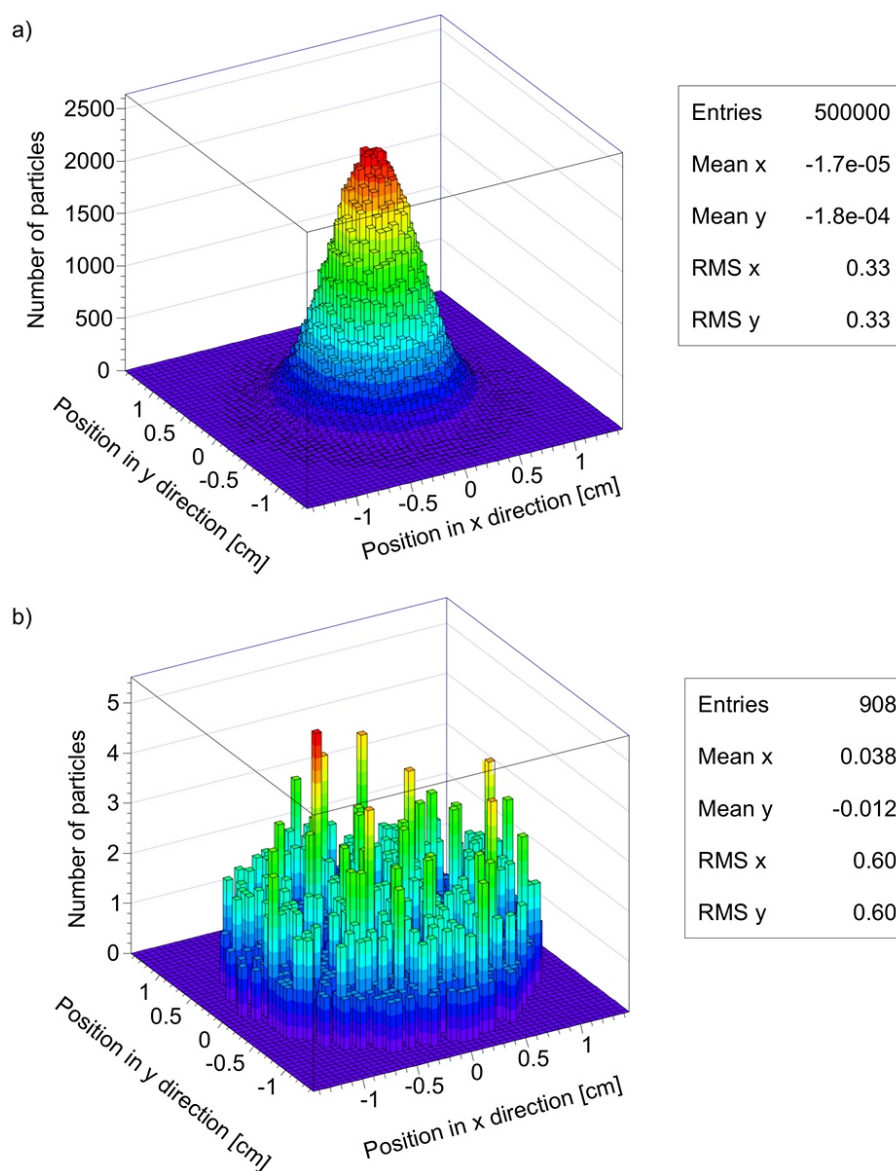 a)
Number of particles
2500
2000
1500
1000
500
0
1
0.5
0
-0.5
-1
Position in y direction [cm]
-1
-0.5
0
0.5
1
Position in x direction [cm]
Entries 500000
Mean x -1.7e-05
Mean y -1.8e-04
RMS x 0.33
RMS y 0.33
b)
Number of particles
5
4
3
2
1
0
1
0.5
0
-0.5
-1
Position in y direction [cm]
-1
-0.5
0
0.5
1
Position in x direction [cm]
Entries 908
Mean x 0.038
Mean y -0.012
RMS x 0.60
RMS y 0.60